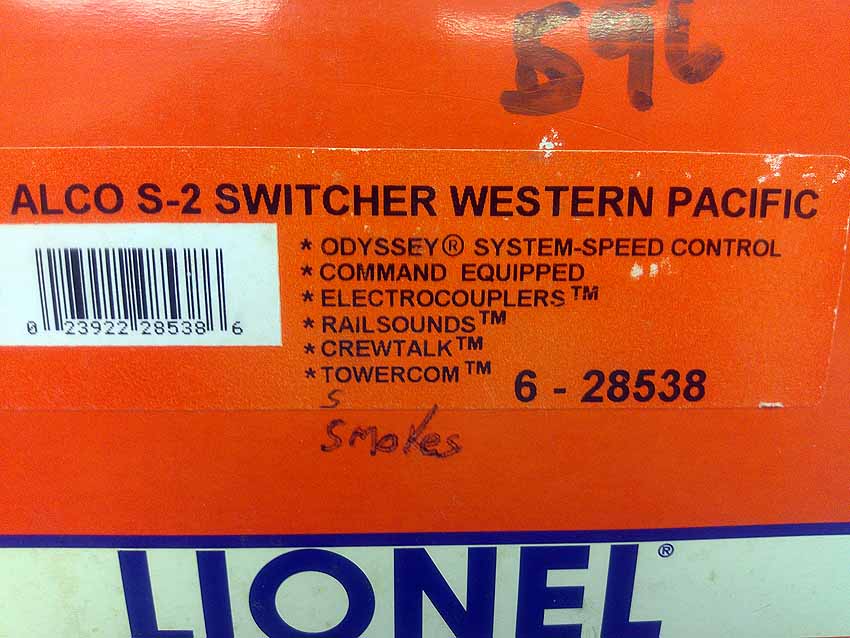 596
ALCO S-2 SWITCHER WESTERN PACIFIC
* ODYSSEY® SYSTEM-SPEED CONTROL
* COMMAND EQUIPPED
* ELECTROCOUPLERS™
* RAILSOUNDS™
* CREWTALK™
* TOWERCOM™
6 - 28538
0 23922 28538 6
s
smokes
LIONEL®